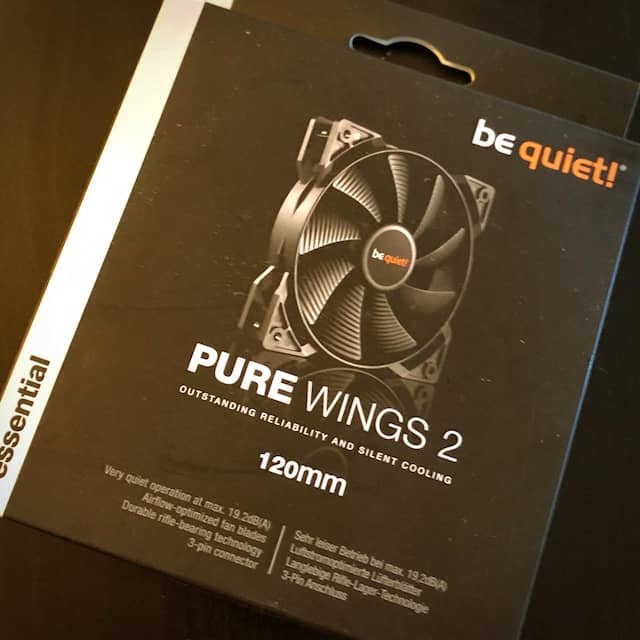 be quiet!®
be quiet!
PURE WINGS 2
OUTSTANDING RELIABILITY AND SILENT COOLING
120mm
essential
Very quiet operation at max. 19.2dB(A)
Airflow-optimized fan blades
Durable rifle-bearing technology
3-pin connector
Sehr leiser Betrieb bei max. 19.2dB(A)
Luftstromoptimierte Lüfterblätter
Langlebige Rifle-Lager-Technologie
3-Pin Anschluss